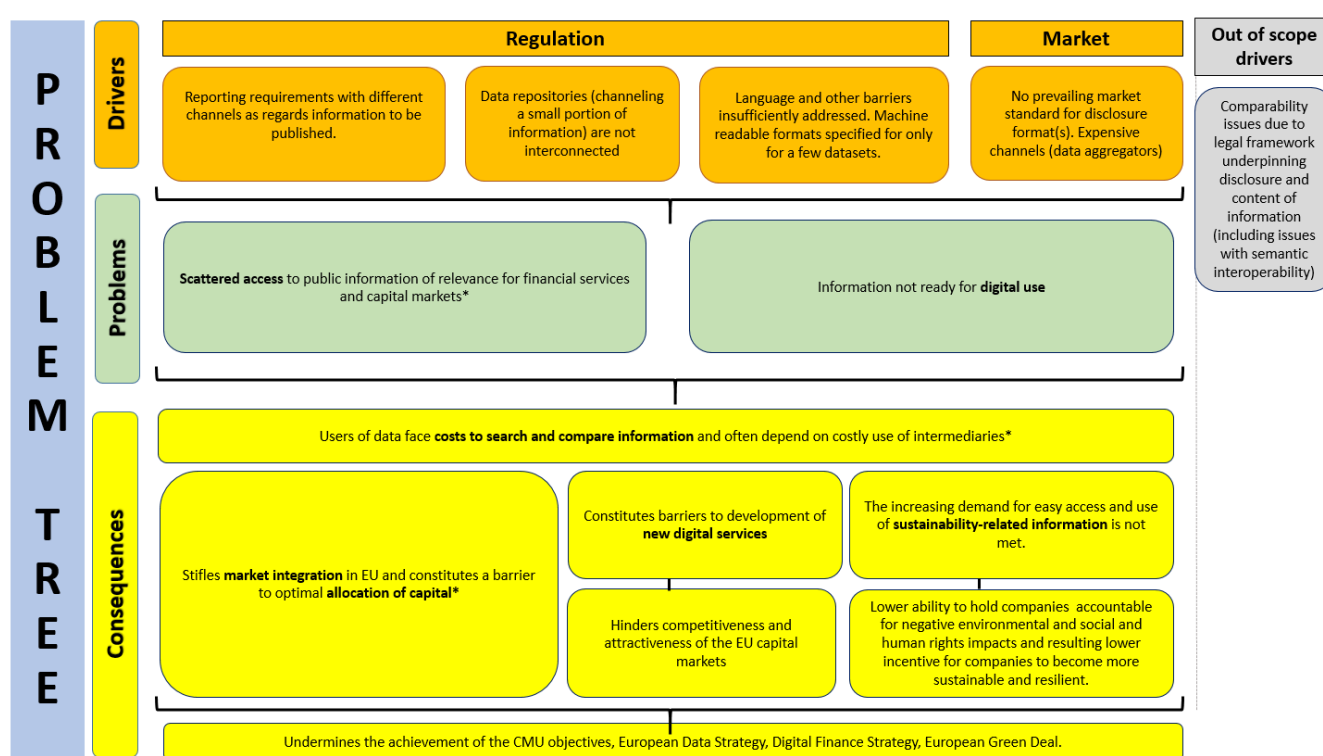 PROBLEM TREE
Drivers
Regulation
Market
Out of scope
drivers
Reporting requirements with different
channels as regards information to be
published.
Data repositories (channeling
a small portion of
information) are not
interconnected
Language and other barriers
insufficiently addressed. Machine
readable formats specified for only
for a few datasets.
No prevailing market
standard for disclosure
format(s). Expensive
channels (data aggregators)
Comparability
issues due to
legal framework
underpinning
disclosure and
content of
information
(including issues
with semantic
interoperability)
Problems
Scattered access to public information of relevance for financial services
and capital markets*
Information not ready for digital use
Consequences
Users of data face costs to search and compare information and often depend on costly use of intermediaries*
Stifles market integration in EU and constitutes a barrier
to optimal allocation of capital*
Constitutes barriers to development of
new digital services
The increasing demand for easy access and use
of sustainability-related information is not
met.
Hinders competitiveness and
attractiveness of the EU capital
markets
Lower ability to hold companies accountable
for negative environmental and social and
human rights impacts and resulting lower
incentive for companies to become more
sustainable and resilient.
Undermines the achievement of the CMU objectives, European Data Strategy, Digital Finance Strategy, European Green Deal.